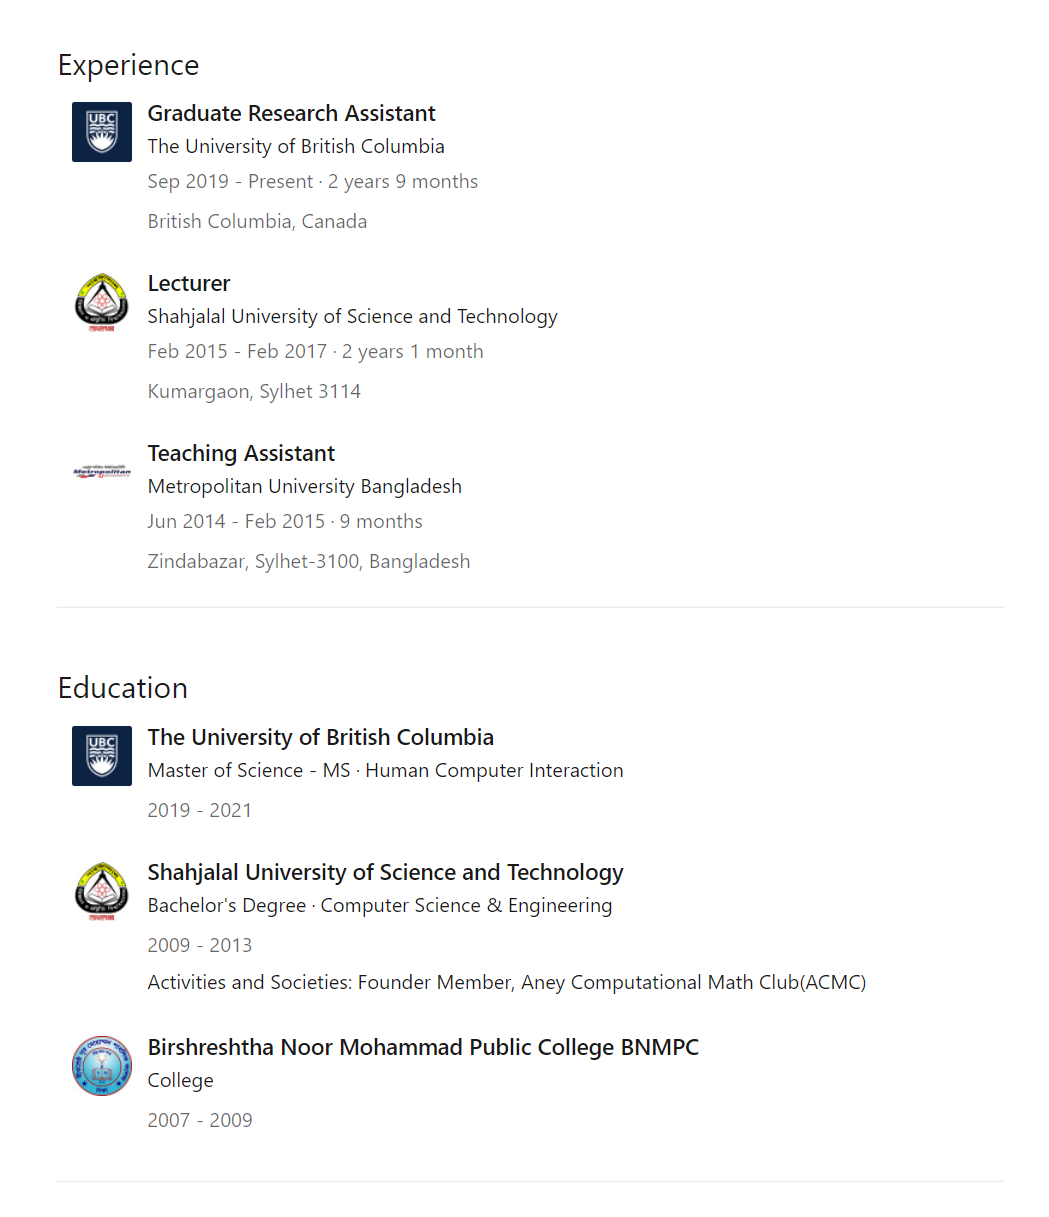 Experience
UBC
Graduate Research Assistant
The University of British Columbia
Sep 2019 - Present · 2 years 9 months
British Columbia, Canada
Lecturer
Shahjalal University of Science and Technology
Feb 2015 - Feb 2017 · 2 years 1 month
Kumargaon, Sylhet 3114
Metropolitan
Teaching Assistant
Metropolitan University Bangladesh
Jun 2014 - Feb 2015 · 9 months
Zindabazar, Sylhet-3100, Bangladesh
Education
UBC
The University of British Columbia
Master of Science - MS · Human Computer Interaction
2019 - 2021
Shahjalal University of Science and Technology
Bachelor's Degree · Computer Science & Engineering
2009 - 2013
Activities and Societies: Founder Member, Aney Computational Math Club(ACMC)
Birshreshtha Noor Mohammad Public College BNMPC
College
2007 - 2009